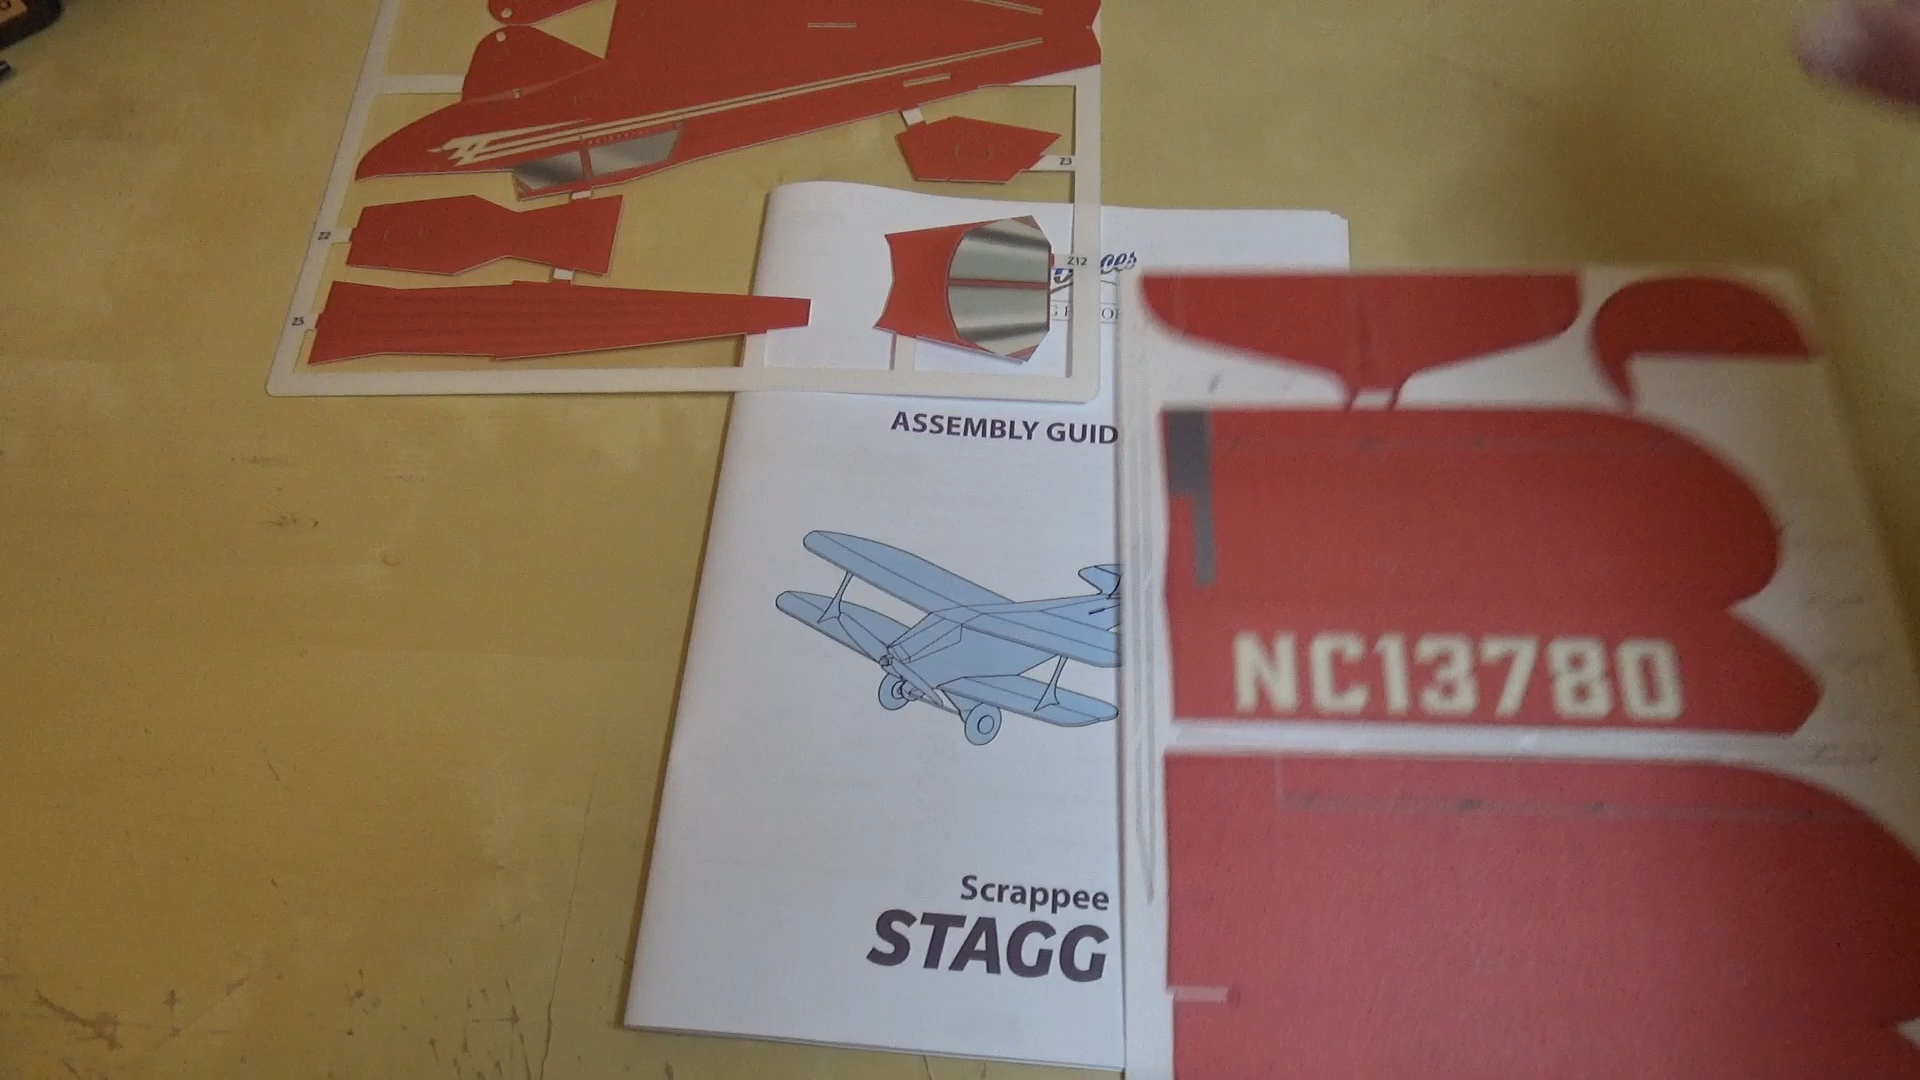 Z3
Z2
Z12
Z5
ASSEMBLY GUID
NC13780
Scrappee
STAGG